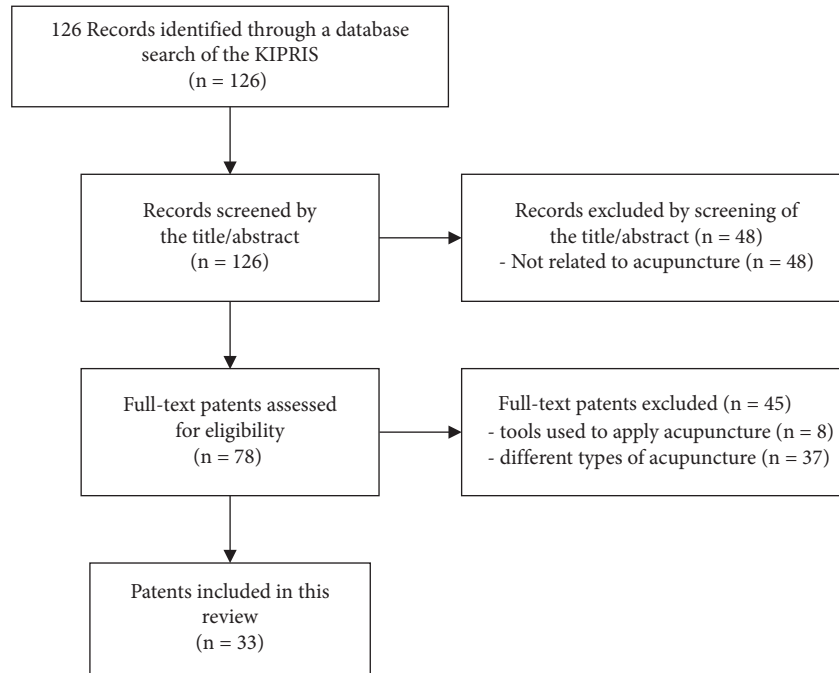 126 Records identified through a database
search of the KIPRIS
(n = 126)
Records screened by
the title/abstract
(n = 126)
Records excluded by screening of
the title/abstract (n = 48)
- Not related to acupuncture (n = 48)
Full-text patents assessed
for eligibility
(n = 78)
Full-text patents excluded (n = 45)
- tools used to apply acupuncture (n = 8)
- different types of acupuncture (n = 37)
Patents included in this
review
(n = 33)